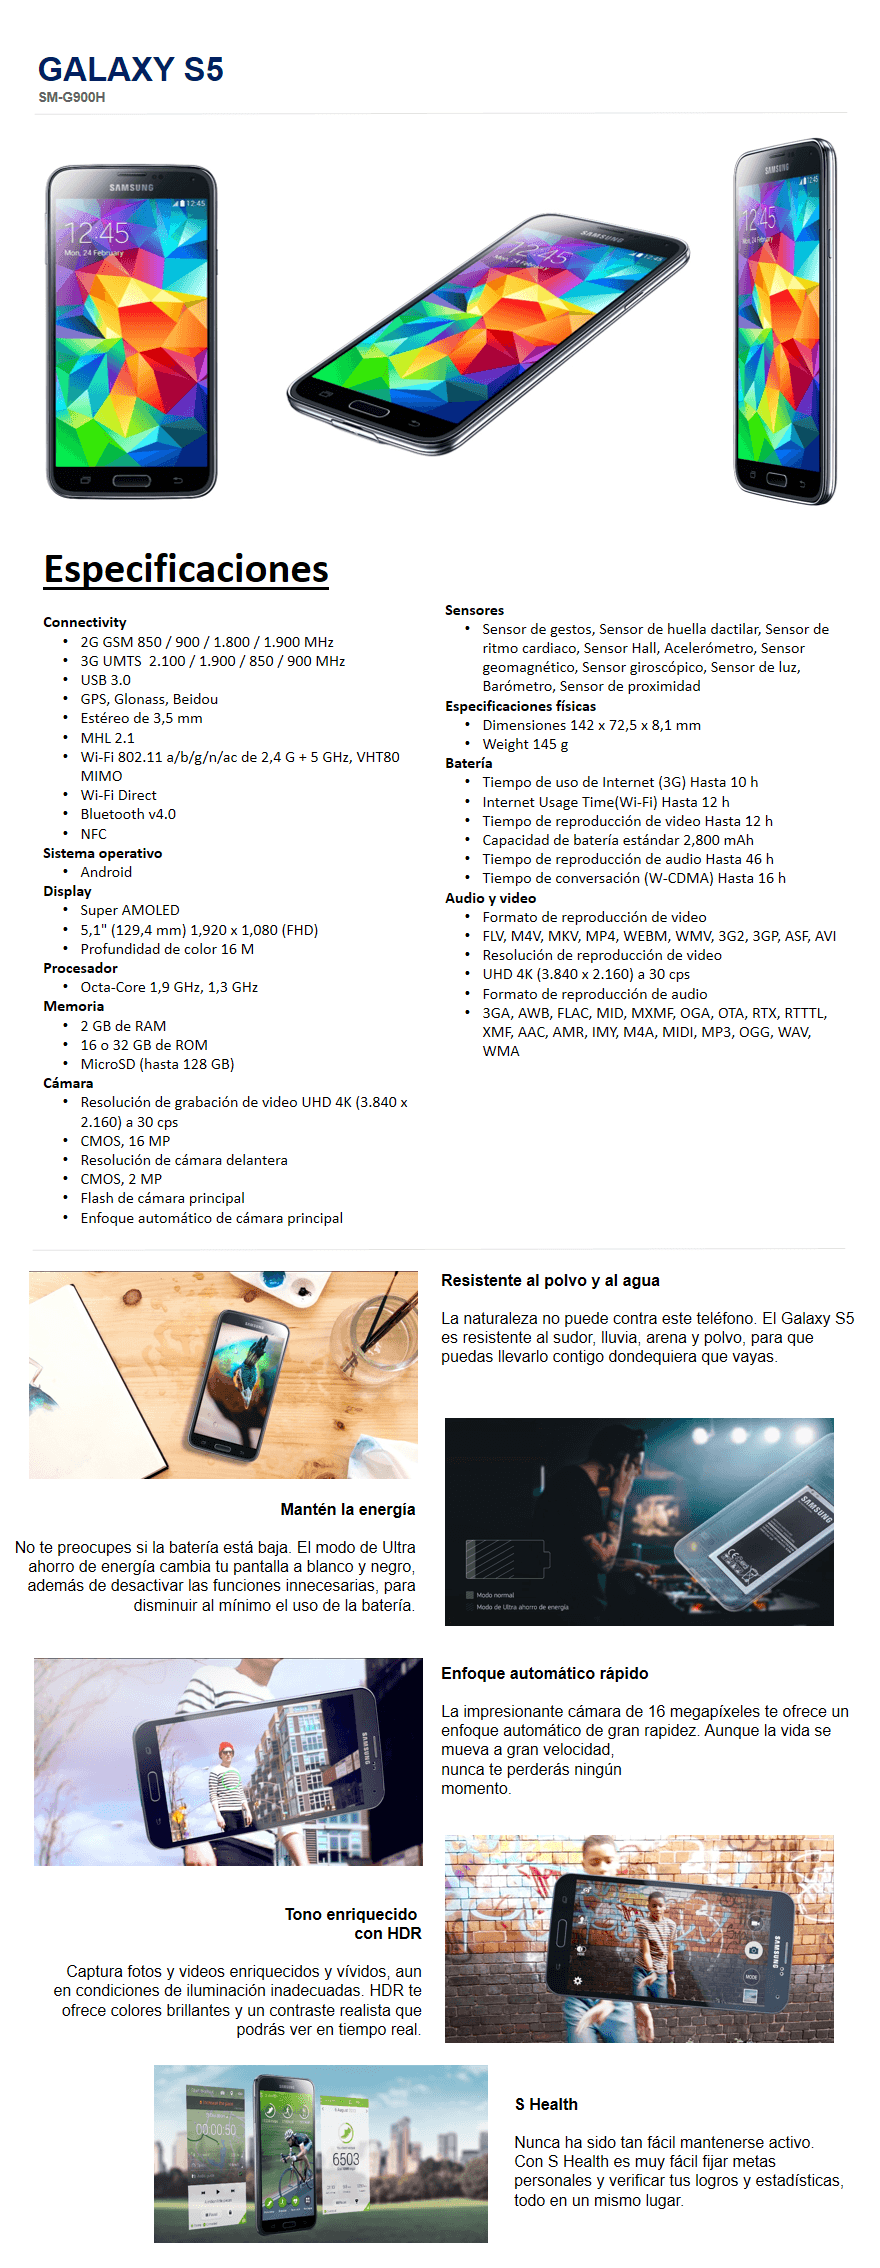 GALAXY S5
SM-G900H
SAMSUNG
12:45
12:45
Mon, 24 February
SAMSUNG
12:45
12:45
Mon, 24 February
SAMSUNG
12:45
12:45
Mon, 24 February
Especificaciones
Connectivity
• 2G GSM 850 / 900 / 1.800 / 1.900 MHz
• 3G UMTS  2.100 / 1.900 / 850 / 900 MHz
• USB 3.0
• GPS, Glonass, Beidou
• Estéreo de 3,5 mm
• MHL 2.1
• Wi-Fi 802.11 a/b/g/n/ac de 2,4 G + 5 GHz, VHT80
MIMO
• Wi-Fi Direct
• Bluetooth v4.0
• NFC
Sistema operativo
• Android
Display
• Super AMOLED
• 5,1" (129,4 mm) 1,920 x 1,080 (FHD)
• Profundidad de color 16 M
Procesador
• Octa-Core 1,9 GHz, 1,3 GHz
Memoria
• 2 GB de RAM
• 16 o 32 GB de ROM
• MicroSD (hasta 128 GB)
Cámara
• Resolución de grabación de video UHD 4K (3.840 x
2.160) a 30 cps
• CMOS, 16 MP
• Resolución de cámara delantera
• CMOS, 2 MP
• Flash de cámara principal
• Enfoque automático de cámara principal
Sensores
• Sensor de gestos, Sensor de huella dactilar, Sensor de
ritmo cardiaco, Sensor Hall, Acelerómetro, Sensor
geomagnético, Sensor giroscópico, Sensor de luz,
Barómetro, Sensor de proximidad
Especificaciones físicas
• Dimensiones 142 x 72,5 x 8,1 mm
• Weight 145 g
Batería
• Tiempo de uso de Internet (3G) Hasta 10 h
• Internet Usage Time(Wi-Fi) Hasta 12 h
• Tiempo de reproducción de video Hasta 12 h
• Capacidad de batería estándar 2,800 mAh
• Tiempo de reproducción de audio Hasta 46 h
• Tiempo de conversación (W-CDMA) Hasta 16 h
Audio y video
• Formato de reproducción de video
• FLV, M4V, MKV, MP4, WEBM, WMV, 3G2, 3GP, ASF, AVI
• Resolución de reproducción de video
• UHD 4K (3.840 x 2.160) a 30 cps
• Formato de reproducción de audio
• 3GA, AWB, FLAC, MID, MXMF, OGA, OTA, RTX, RTTTL,
XMF, AAC, AMR, IMY, M4A, MIDI, MP3, OGG, WAV,
WMA
SAMSUNG
Resistente al polvo y al agua
La naturaleza no puede contra este teléfono. El Galaxy S5
es resistente al sudor, lluvia, arena y polvo, para que
puedas llevarlo contigo dondequiera que vayas.
Mantén la energía
No te preocupes si la batería está baja. El modo de Ultra
ahorro de energía cambia tu pantalla a blanco y negro,
además de desactivar las funciones innecesarias, para
disminuir al mínimo el uso de la batería.
SAMSUNG
Modo normal
Modo de Ultra ahorro de energía
SAMSUNG
Enfoque automático rápido
La impresionante cámara de 16 megapíxeles te ofrece un
enfoque automático de gran rapidez. Aunque la vida se
mueva a gran velocidad,
nunca te perderás ningún
momento.
Tono enriquecido
con HDR
Captura fotos y videos enriquecidos y vívidos, aun
en condiciones de iluminación inadecuadas. HDR te
ofrece colores brillantes y un contraste realista que
podrás ver en tiempo real.
MODE
SAMSUNG
00:00:50
SAMSUNG
6503
S Health
Nunca ha sido tan fácil mantenerse activo.
Con S Health es muy fácil fijar metas
personales y verificar tus logros y estadísticas,
todo en un mismo lugar.